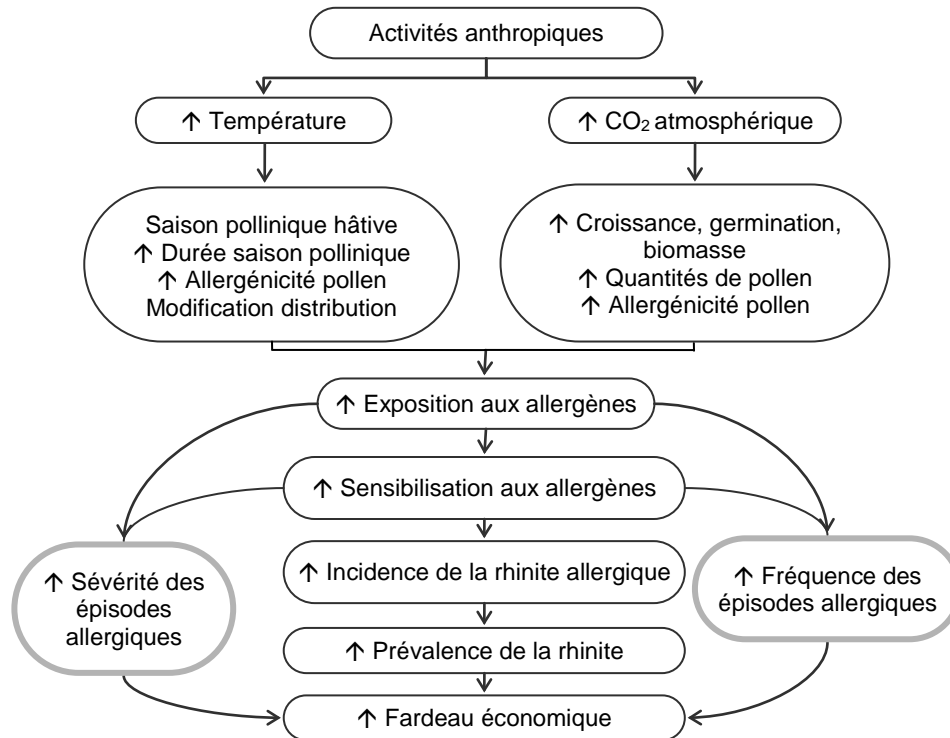 Activités anthropiques
↑ Température
↑ CO₂ atmosphérique
Saison pollinique hâtive
↑ Durée saison pollinique
↑ Allergénicité pollen
Modification distribution
↑ Croissance, germination,
biomasse
↑ Quantités de pollen
↑ Allergénicité pollen
↑ Exposition aux allergènes
↑ Sensibilisation aux allergènes
↑ Sévérité des
épisodes
allergiques
↑ Incidence de la rhinite allergique
↑ Fréquence des
épisodes allergiques
↑ Prévalence de la rhinite
↑ Fardeau économique